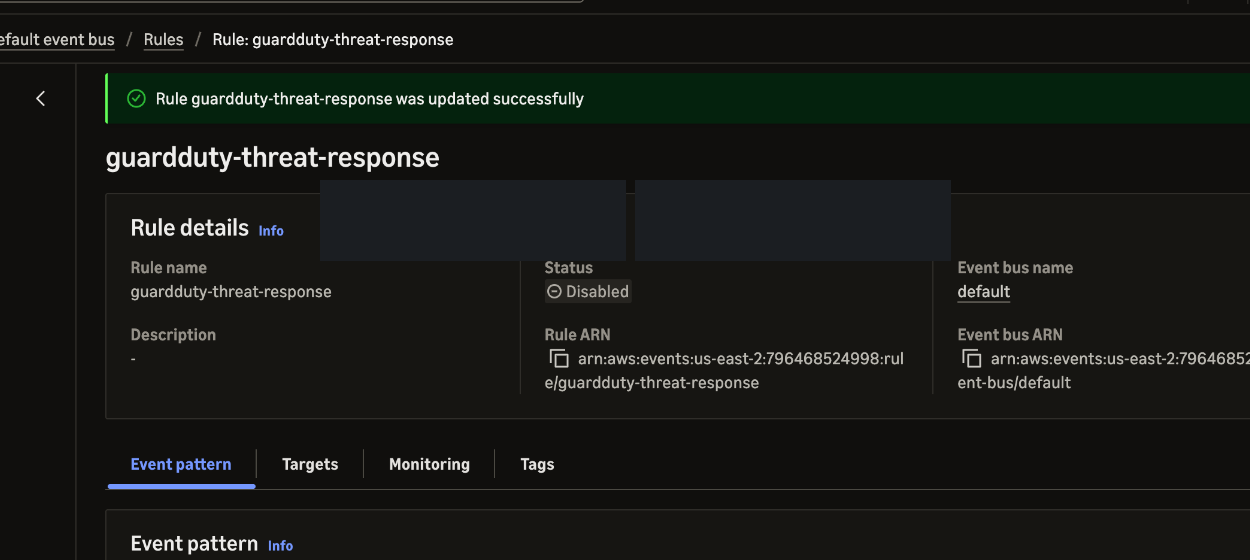 efault event bus / Rules / Rule: guardduty-threat-response
Rule guardduty-threat-response was updated successfully
guardduty-threat-response
Rule details Info
Rule name
guardduty-threat-response
Description
-
Status
Disabled
Rule ARN
arn:aws:events:us-east-2:796468524998:rul
e/guardduty-threat-response
Event bus name
default
Event bus ARN
arn:aws:events:us-east-2:79646852
ent-bus/default
Event pattern Targets Monitoring Tags
Event pattern Info